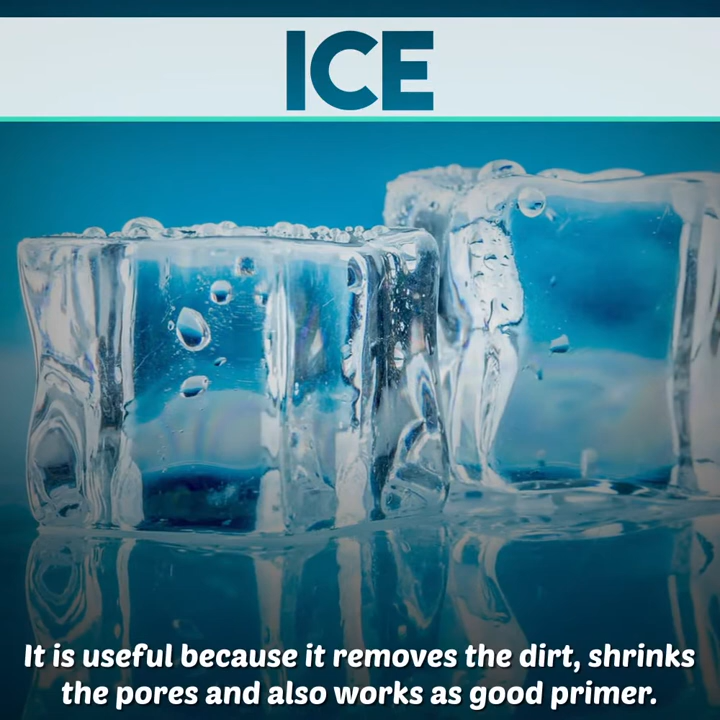 ICE
It is useful because it removes the dirt, shrinks
the pores and also works as good primer.